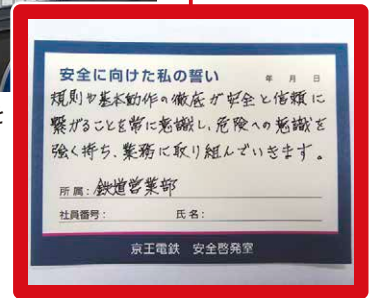 安全に向けた私の誓い 年 月 日
規則や基本動作の徹底が安全と信頼に
繋がることを常に意識し、危険への意識を
強く持ち、業務に取り組んでいきます。
所属：鉄道営業部
社員番号： 氏名：
京王電鉄 安全啓発室
と